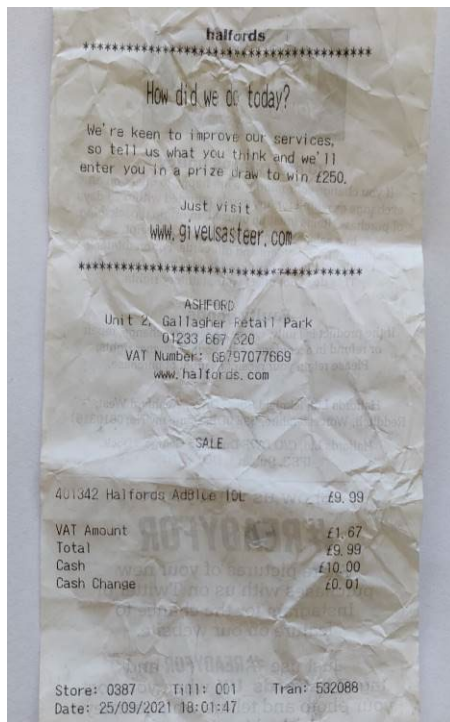 halfords
****************************************
How did we do today?
We're keen to improve our services,
so tell us what you think and we'll
enter you in a prize draw to win £250.
Just visit
www.giveusasteer.com
****************************************
ASHFORD
Unit 2, Gallagher Retail Park
01233 667 320
VAT Number: GB797077669
www.halfords.com
SALE
401342 Halfords AdBlue 10L £9.99
VAT Amount £1.67
Total £9.99
Cash £10.00
Cash Change £0.01
#READYFOR
Store: 0387 Till: 001 Tran: 532088
Date: 25/09/2021 18:01:47